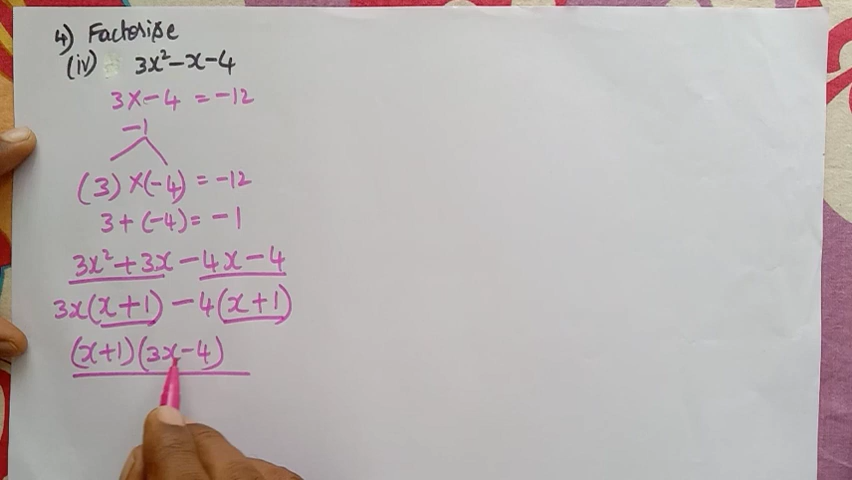 4) Factorise
(iv) 3x² - x - 4
3 x - 4 = -12
-1
(3) x (-4) = -12
3 + (-4) = -1
3x² + 3x - 4x - 4
3x(x+1) - 4(x+1)
(x+1)(3x-4)